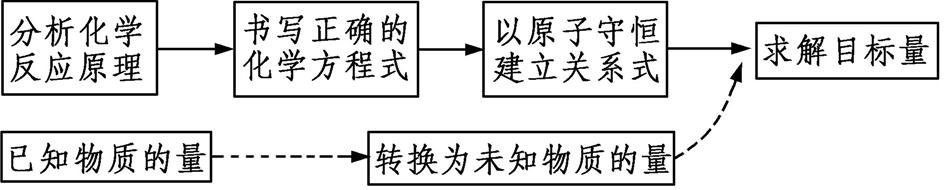 分析化学
反应原理
书写正确的
化学方程式
以原子守恒
建立关系式
求解目标量
已知物质的量
转换为未知物质的量